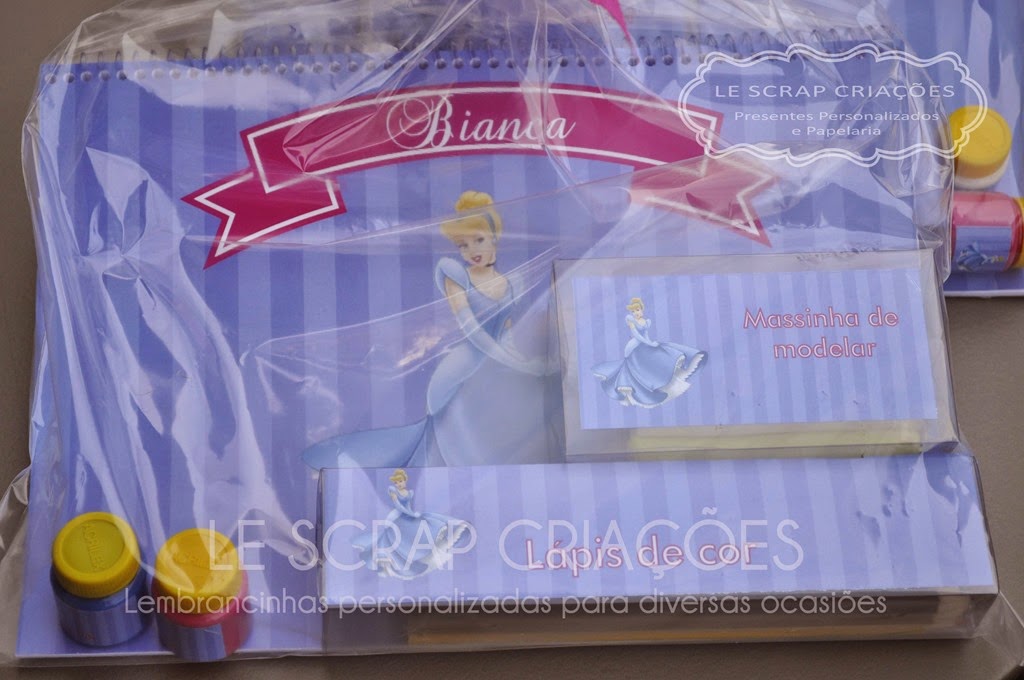 Bianca
LE SCRAP CRIAÇÕES
Presentes Personalizados
e Papelaria
Massinha de
modelar
LE SCRAP CRIAÇÕES
Lápis de cor
Lembrancinhas personalizadas para diversas ocasiões